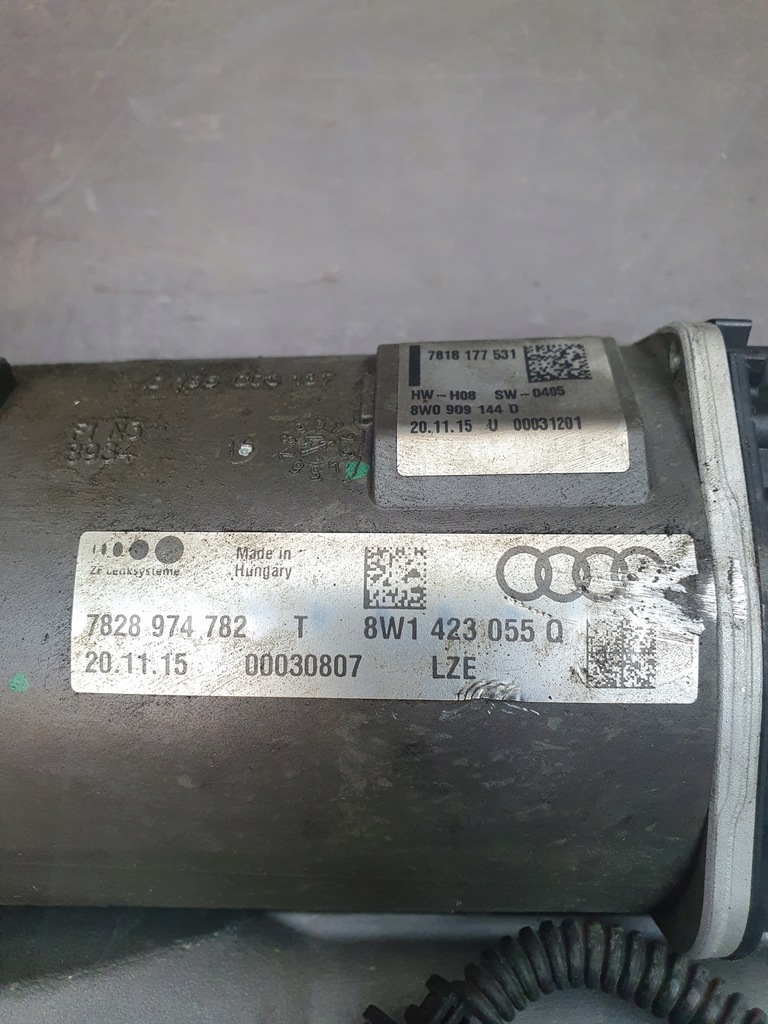 7818 177 531
HW-H08 SW-0405
8W0 909 144 D
20.11.15 U 00031201
ZF Lenksysteme
Made in
Hungary
7828 974 782 T 8W1 423 055 Q
20.11.15 00030807 LZE